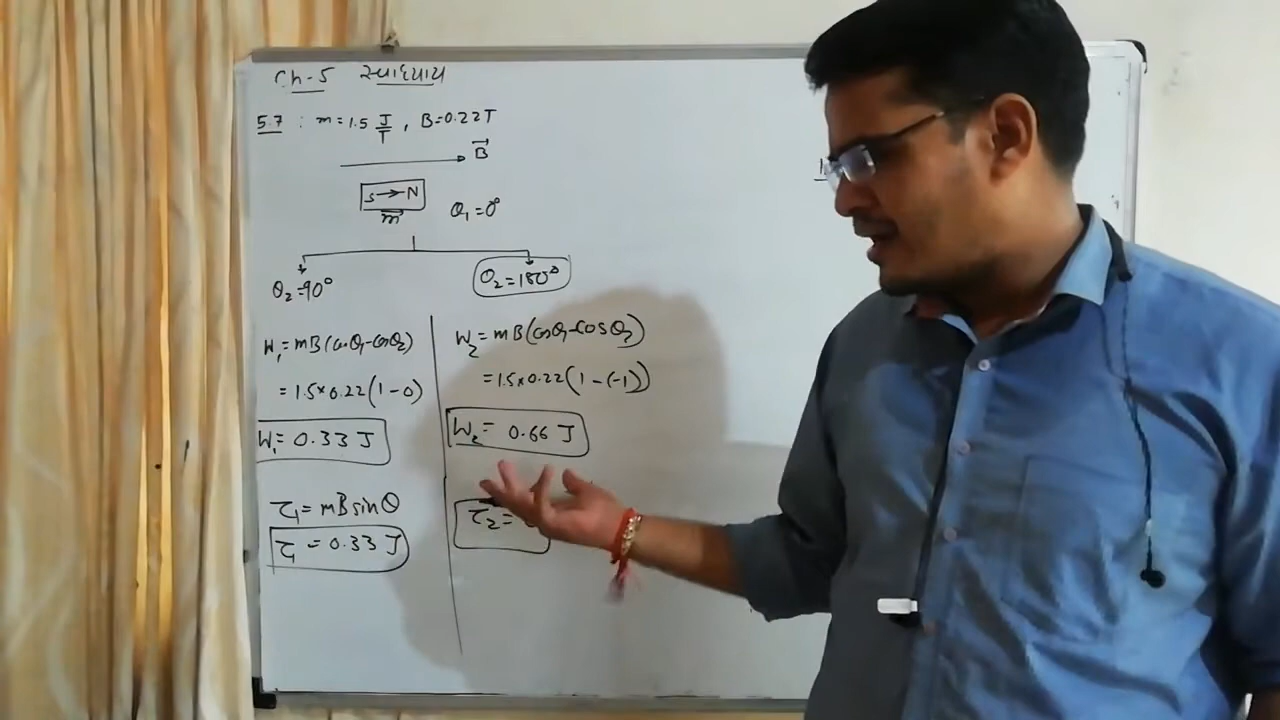 Ch-5 સ્વાધ્યાય
5.7 : m = 1.5 J/T , B = 0.22T
B⃗
S → N
m⃗
θ₁ = 0°
θ₂ = 90°
θ₂ = 180°
W₁ = mB(cosθ₁ - cosθ₂)
= 1.5 × 0.22 (1 - 0)
W₁ = 0.33 J
τ₁ = mB sinθ
τ₁ = 0.33 J
W₂ = mB(cosθ₁ - cosθ₂)
= 1.5 × 0.22 (1 - (-1))
W₂ = 0.66 J
τ₂ =